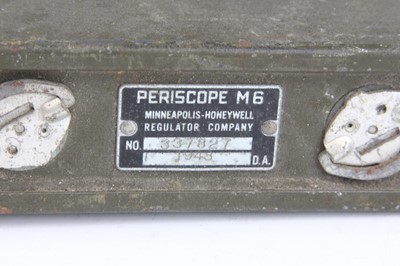 PERISCOPE M6
MINNEAPOLIS-HONEYWELL
REGULATOR COMPANY
NO. 337827
1943 D.A.